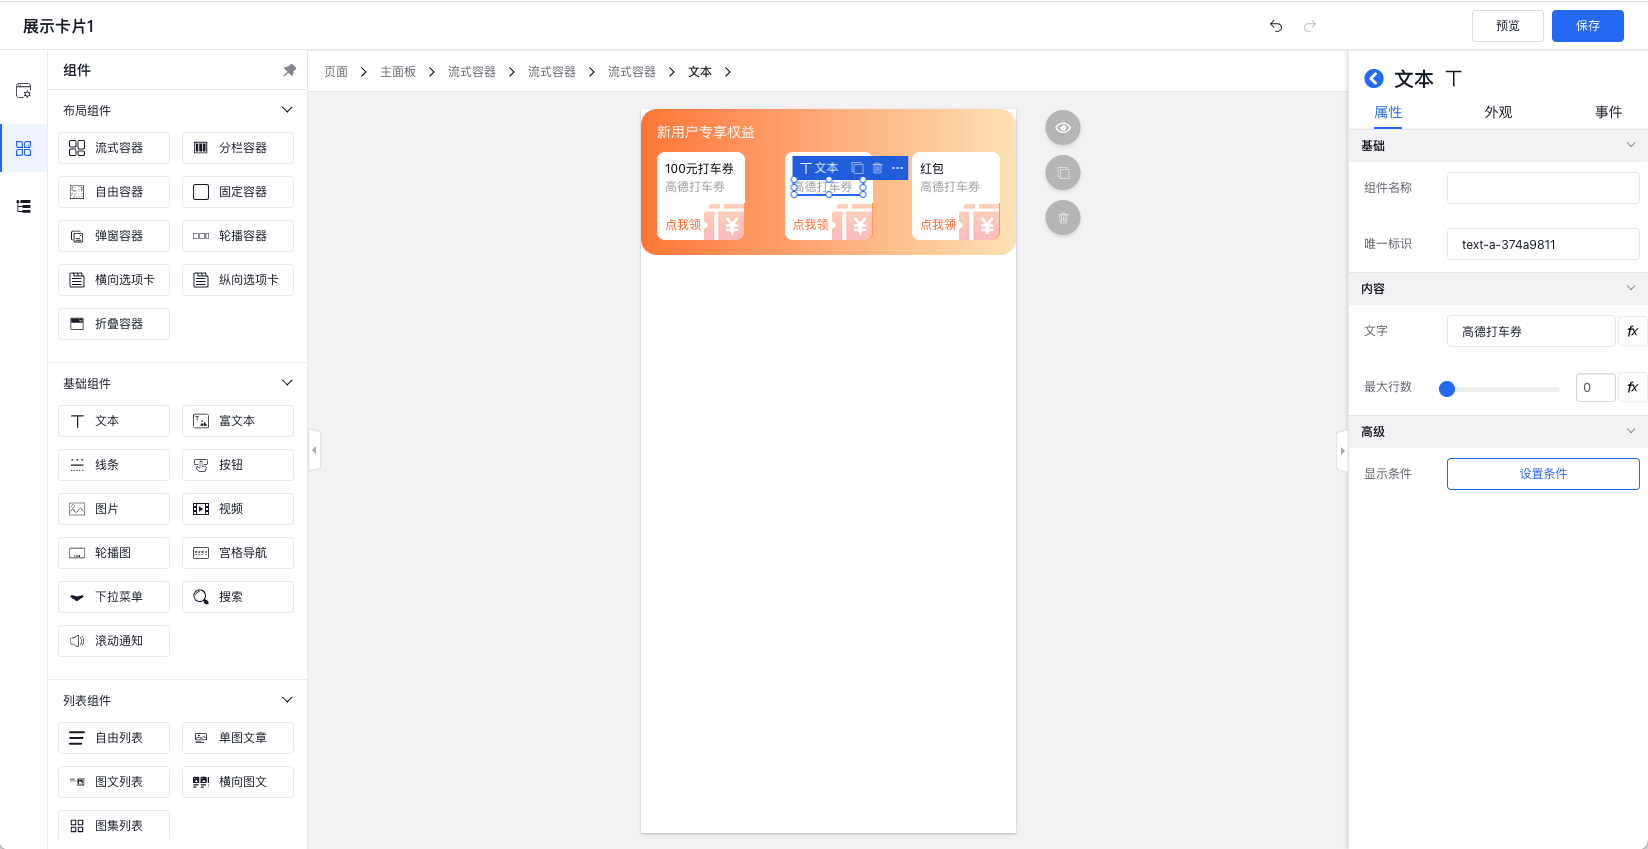 展示卡片1
预览
保存
组件
布局组件
流式容器
分栏容器
自由容器
固定容器
弹窗容器
轮播容器
横向选项卡
纵向选项卡
折叠容器
基础组件
文本
富文本
线条
按钮
图片
视频
轮播图
宫格导航
下拉菜单
搜索
滚动通知
列表组件
自由列表
单图文章
图文列表
横向图文
图集列表
页面 主面板 流式容器 流式容器 流式容器 文本
新用户专享权益
100元打车券
高德打车券
点我领
文本
高德打车券
点我领
红包
高德打车券
点我领
文本
属性 外观 事件
基础
组件名称
唯一标识 text-a-374a9811
内容
文字 高德打车券 fx
最大行数 0 fx
高级
显示条件 设置条件